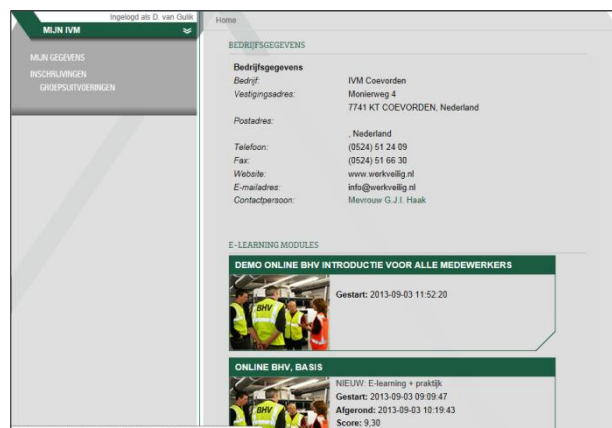 Ingelogd als D. van Gulik
MIJN IVM
MIJN GEGEVENS
INSCHRIJVINGEN
GROEPSUITVOERINGEN
Home
BEDRIJFSGEGEVENS
Bedrijfsgegevens
Bedrijf: IVM Coevorden
Vestigingsadres: Monierweg 4
7741 KT COEVORDEN, Nederland
Postadres:
, Nederland
Telefoon: (0524) 51 24 09
Fax: (0524) 51 66 30
Website: www.werkveilig.nl
E-mailadres: info@werkveilig.nl
Contactpersoon: Mevrouw G.J.I. Haak
E-LEARNING MODULES
DEMO ONLINE BHV INTRODUCTIE VOOR ALLE MEDEWERKERS
BHV
Gestart: 2013-09-03 11:52:20
ONLINE BHV, BASIS
NIEUW: E-learning + praktijk
Gestart: 2013-09-03 09:09:47
BHV
Afgerond: 2013-09-03 10:19:43
Score: 9,30